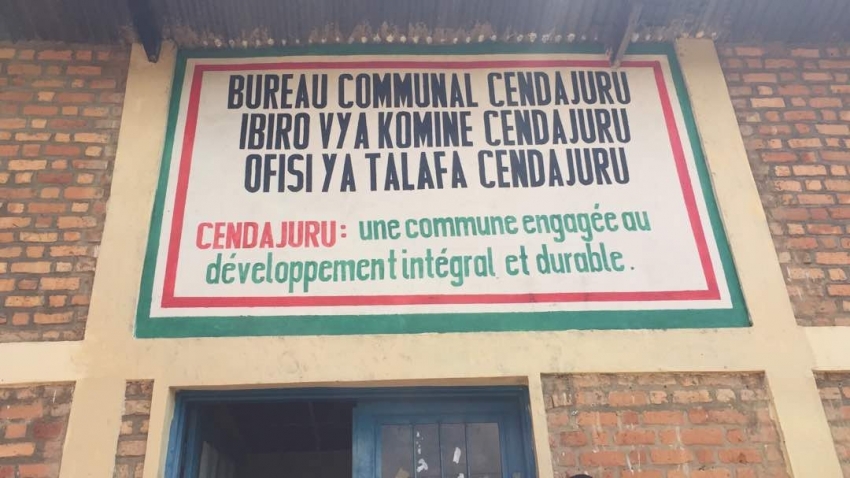 BUREAU COMMUNAL CENDAJURU
IBIRO VYA KOMINE CENDAJURU
OFISI YA TALAFA CENDAJURU
CENDAJURU: une commune engagée au
développement intégral et durable.